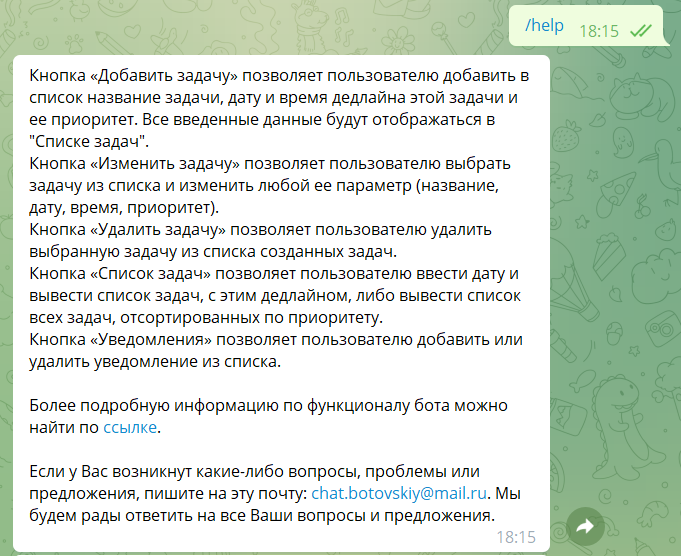 /help 18:15
Кнопка «Добавить задачу» позволяет пользователю добавить в
список название задачи, дату и время дедлайна этой задачи и
ее приоритет. Все введенные данные будут отображаться в
"Списке задач".
Кнопка «Изменить задачу» позволяет пользователю выбрать
задачу из списка и изменить любой ее параметр (название,
дату, время, приоритет).
Кнопка «Удалить задачу» позволяет пользователю удалить
выбранную задачу из списка созданных задач.
Кнопка «Список задач» позволяет пользователю ввести дату и
вывести список задач, с этим дедлайном, либо вывести список
всех задач, отсортированных по приоритету.
Кнопка «Уведомления» позволяет пользователю добавить или
удалить уведомление из списка.
Более подробную информацию по функционалу бота можно
найти по ссылке.
Если у Вас возникнут какие-либо вопросы, проблемы или
предложения, пишите на эту почту: chat.botovskiy@mail.ru. Мы
будем рады ответить на все Ваши вопросы и предложения.
18:15